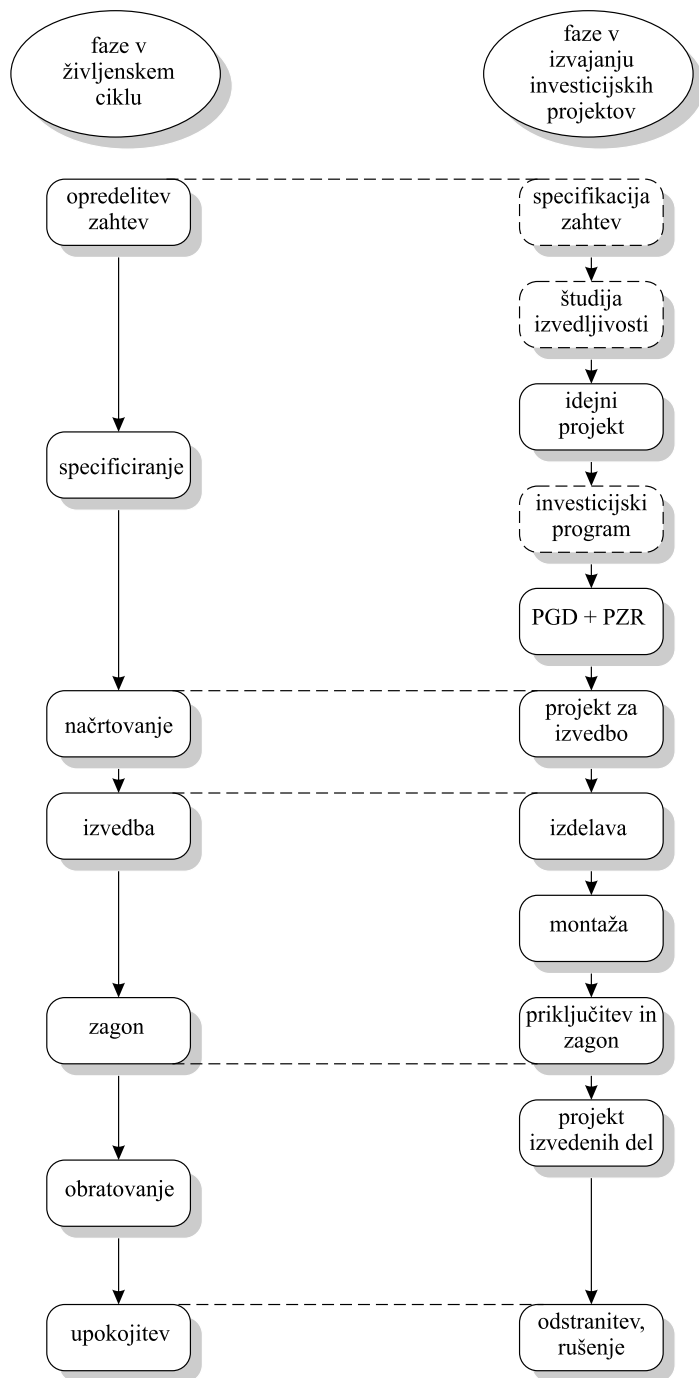 faze v
življenskem
ciklu
faze v
izvajanju
investicijskih
projektov
opredelitev
zahtev
specifikacija
zahtev
študija
izvedljivosti
idejni
projekt
specificiranje
investicijski
program
PGD + PZR
načrtovanje
projekt za
izvedbo
izvedba
izdelava
montaža
zagon
priključitev in
zagon
projekt
izvedenih del
obratovanje
upokojitev
odstranitev,
rušenje